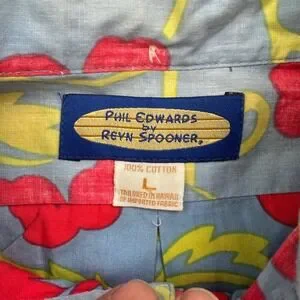 PHIL EDWARDS
BY
REYN SPOONER.
100% COTTON
L
TAILORED IN HAWAII
OF IMPORTED FABRIC